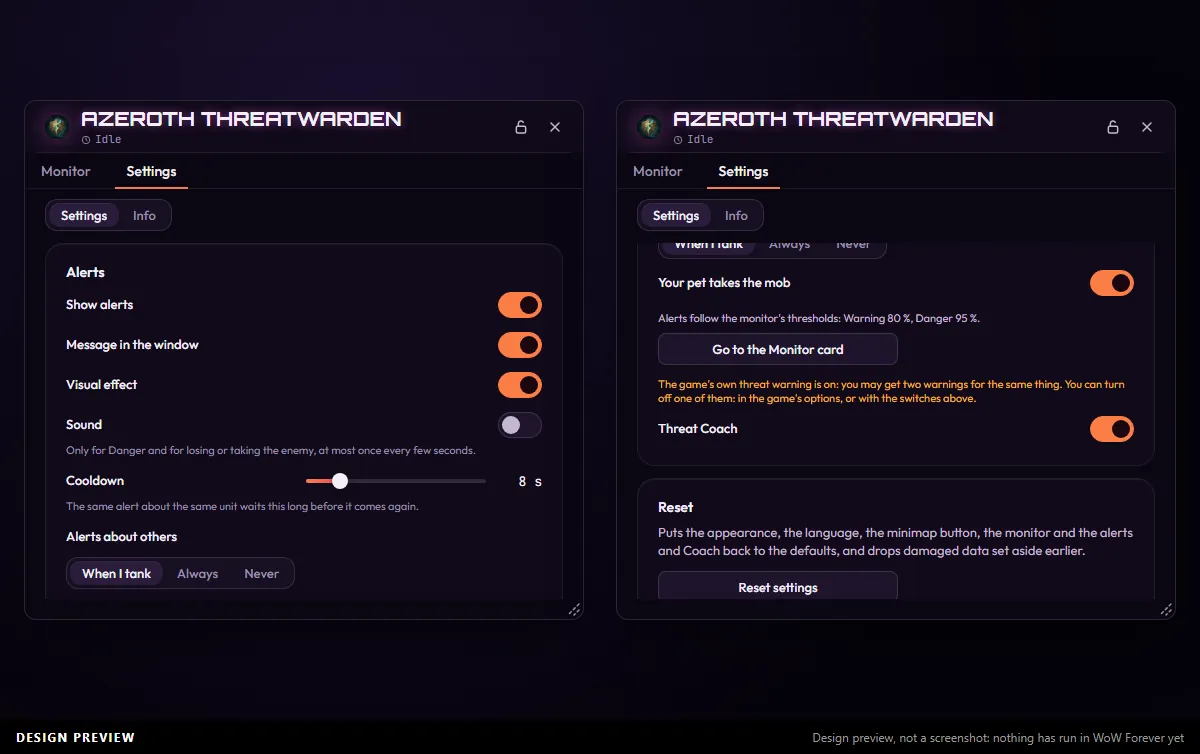 AZEROTH THREATWARDEN
Idle
Monitor
Settings
Settings
Info
Alerts
Show alerts
Message in the window
Visual effect
Sound
Only for Danger and for losing or taking the enemy, at most once every few seconds.
Cooldown
8 s
The same alert about the same unit waits this long before it comes again.
Alerts about others
When I tank
Always
Never
AZEROTH THREATWARDEN
Idle
Monitor
Settings
Settings
Info
When I tank
Always
Never
Your pet takes the mob
Alerts follow the monitor's thresholds: Warning 80 %, Danger 95 %.
Go to the Monitor card
The game's own threat warning is on: you may get two warnings for the same thing. You can turn
off one of them: in the game's options, or with the switches above.
Threat Coach
Reset
Puts the appearance, the language, the minimap button, the monitor and the alerts
and Coach back to the defaults, and drops damaged data set aside earlier.
Reset settings
DESIGN PREVIEW
Design preview, not a screenshot: nothing has run in WoW Forever yet